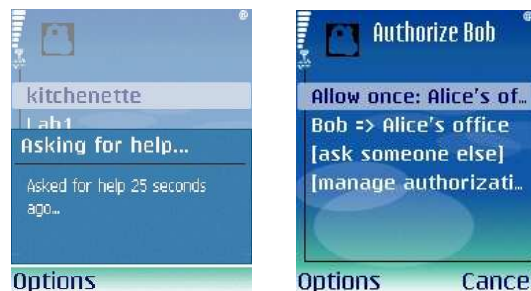 kitchenette
Lab1
Asking for help...
Asked for help 25 seconds
ago...
Options
Authorize Bob
Allow once: Alice's of...
Bob => Alice's office
[ask someone else]
[manage authorizati...
Options
Cance